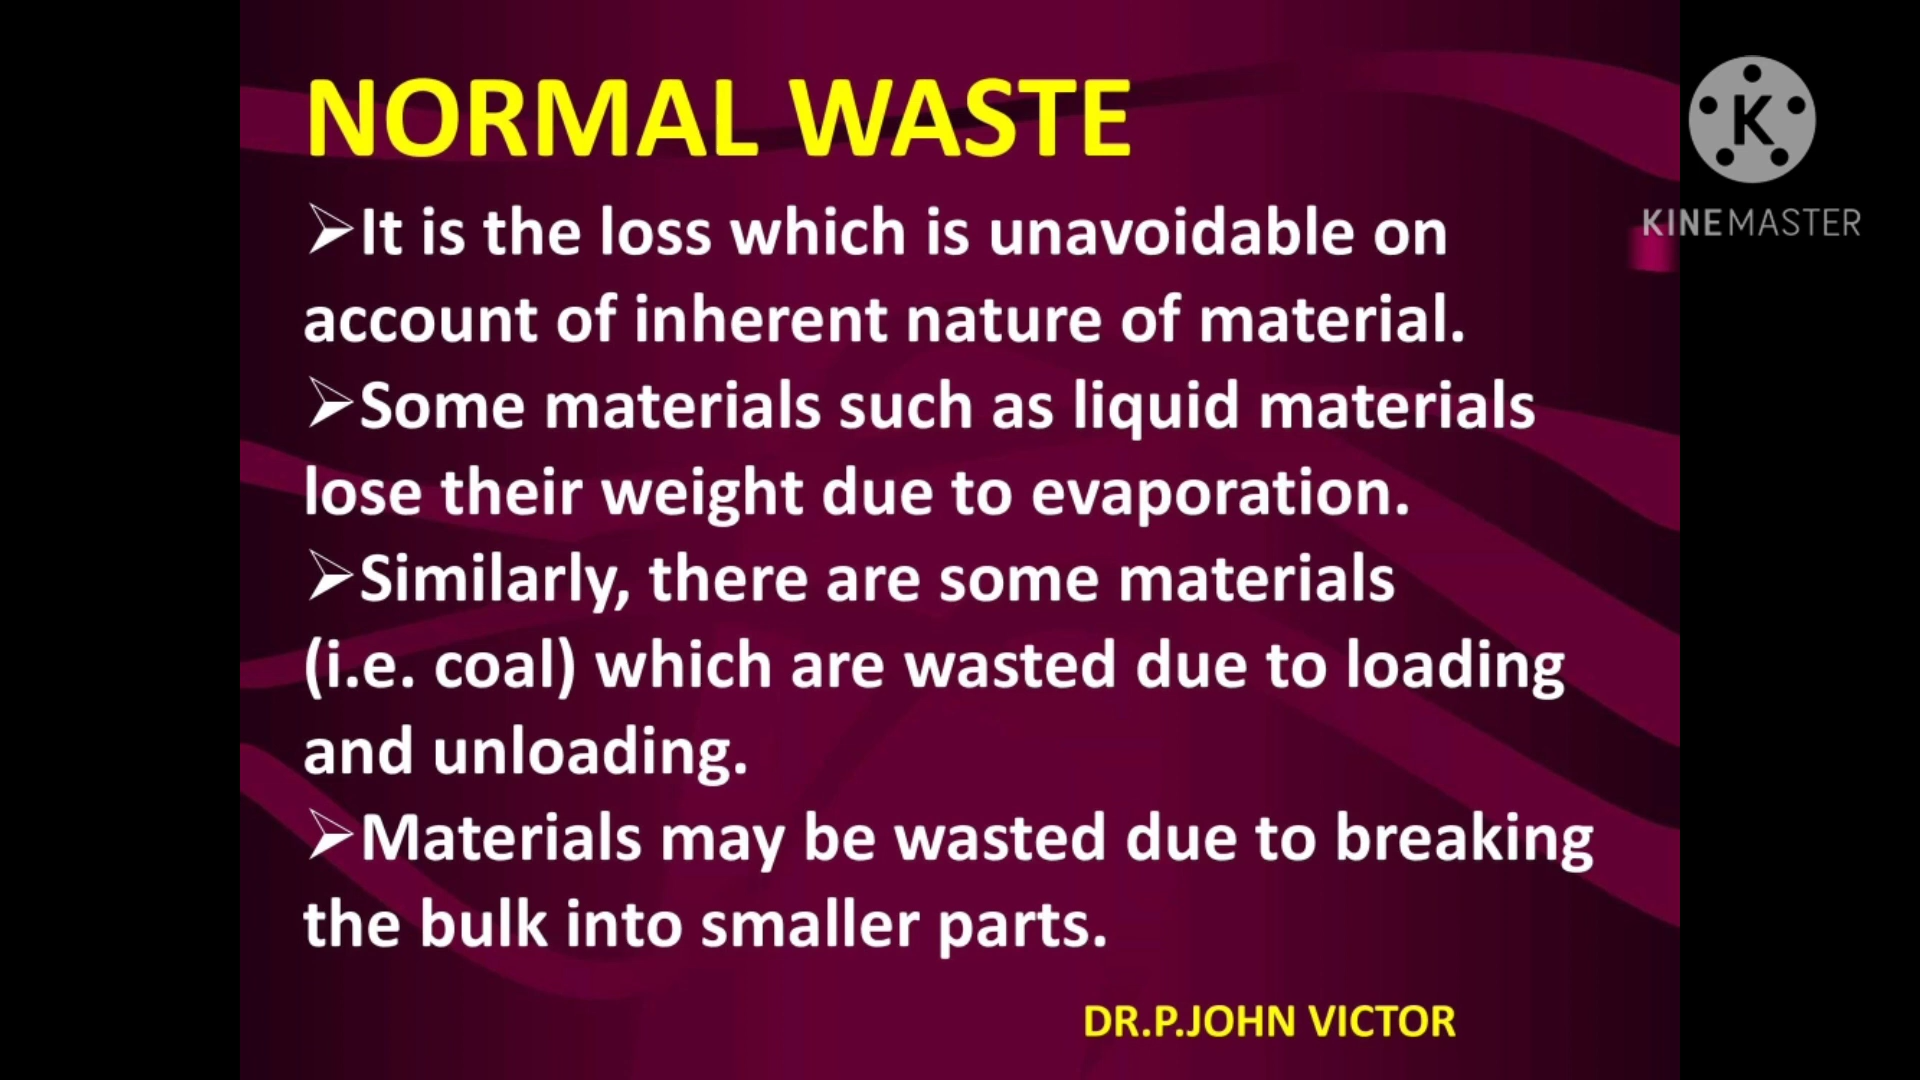 NORMAL WASTE
➢It is the loss which is unavoidable on
account of inherent nature of material.
➢Some materials such as liquid materials
lose their weight due to evaporation.
➢Similarly, there are some materials
(i.e. coal) which are wasted due to loading
and unloading.
➢Materials may be wasted due to breaking
the bulk into smaller parts.
DR.P.JOHN VICTOR
K
KINEMASTER